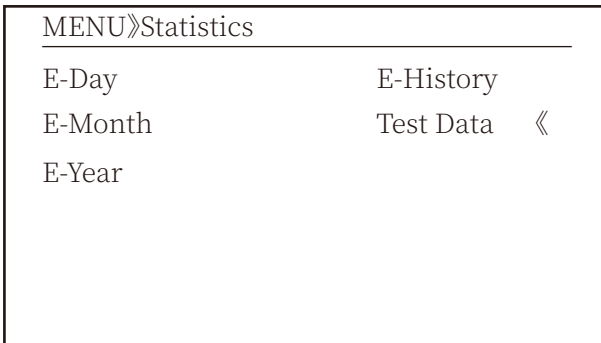 MENU》Statistics
E-Day E-History
E-Month Test Data 《
E-Year